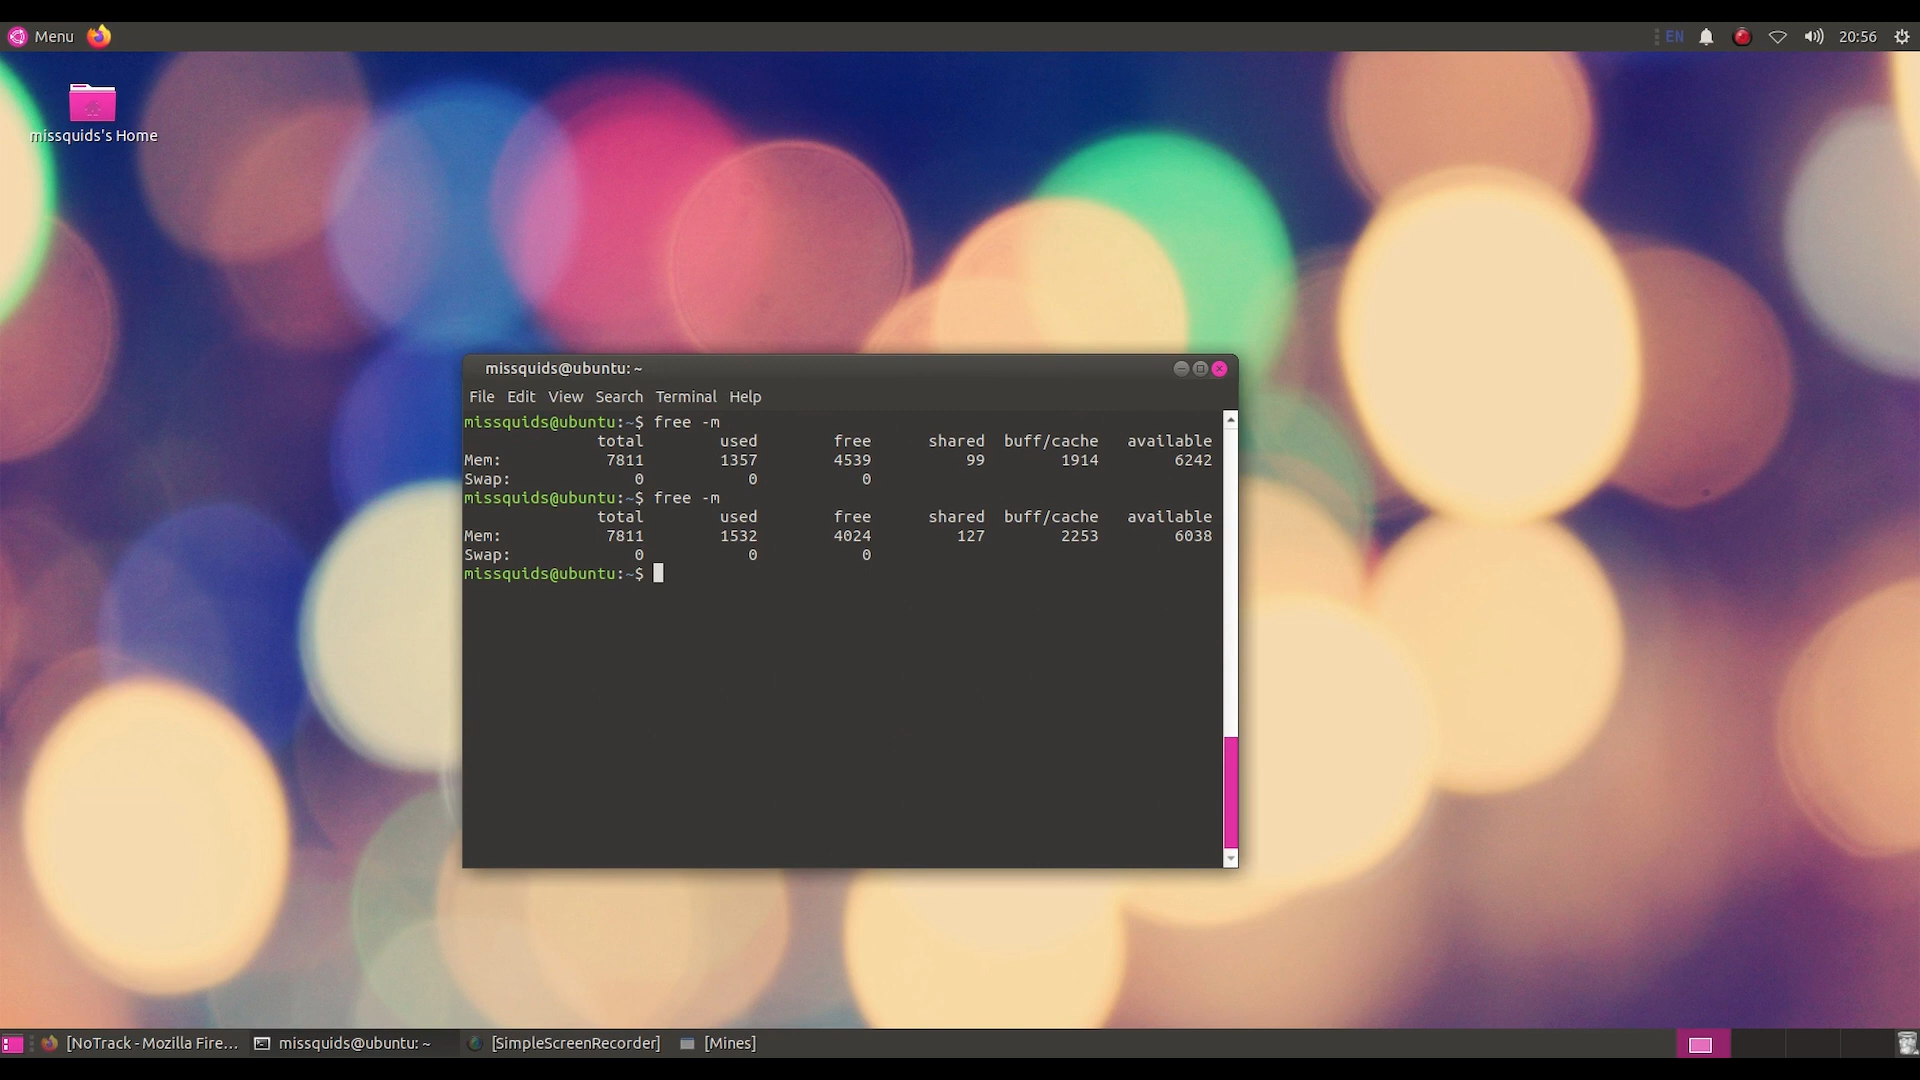 Menu EN 20:56
missquids's Home
missquids@ubuntu: ~
File Edit View Search Terminal Help
missquids@ubuntu:~$ free -m
total used free shared buff/cache available
Mem: 7811 1357 4539 99 1914 6242
Swap: 0 0 0
missquids@ubuntu:~$ free -m
total used free shared buff/cache available
Mem: 7811 1532 4024 127 2253 6038
Swap: 0 0 0
missquids@ubuntu:~$
[NoTrack - Mozilla Fire... missquids@ubuntu: ~ [SimpleScreenRecorder] [Mines]